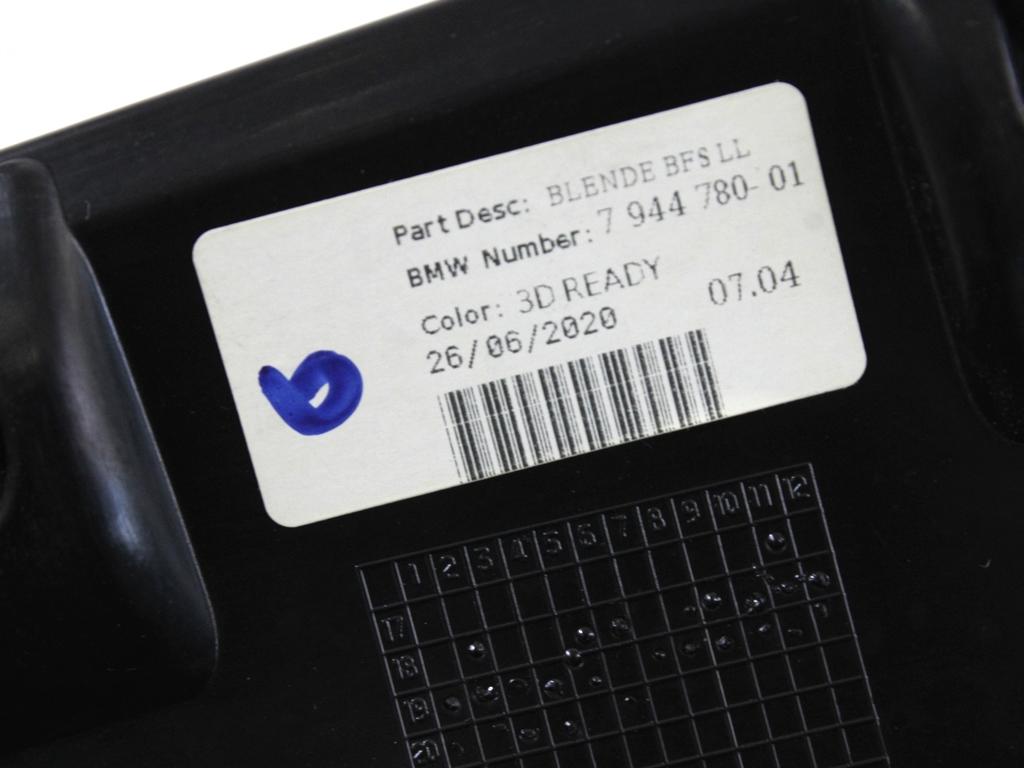 Part Desc: BLENDE BFS LL
BMW Number: 7 944 780- 01
Color: 3D READY 07.04
26/06/2020
1 2 3 4 5 6 7 8 9 10 11 12
17
18
19
20